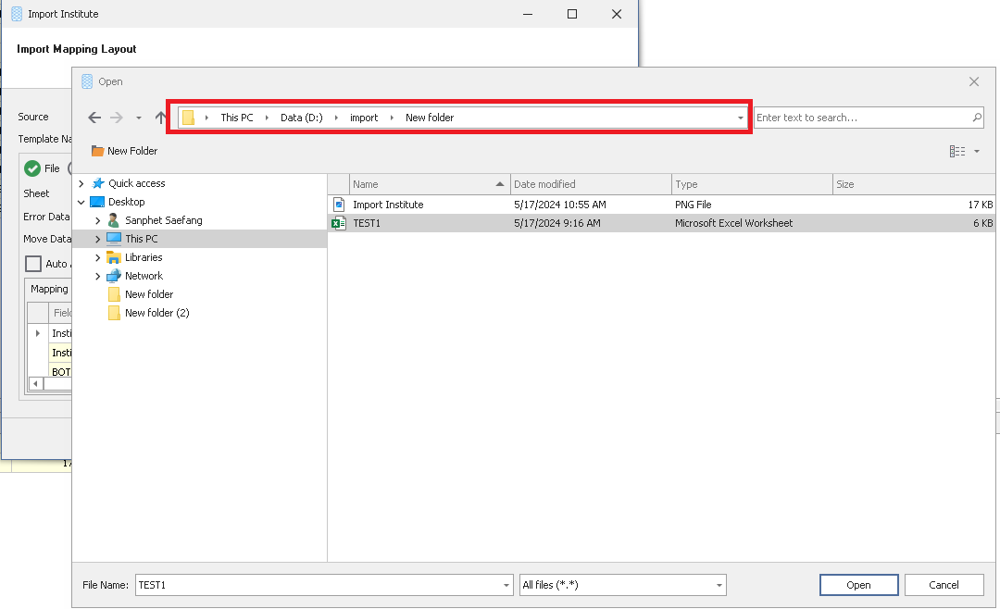 Import Institute
Import Mapping Layout
Open
Source
This PC Data (D:) import New folder
Enter text to search...
Template Na
New Folder
File
Sheet
Error Data
Move Data
Auto
Mapping
Field
Insti
Insti
BOT
17
Quick access
Desktop
Sanphet Saefang
This PC
Libraries
Network
New folder
New folder (2)
Name Date modified Type Size
Import Institute 5/17/2024 10:55 AM PNG File 17 KB
TEST1 5/17/2024 9:16 AM Microsoft Excel Worksheet 6 KB
File Name: TEST1 All files (*.*) Open Cancel